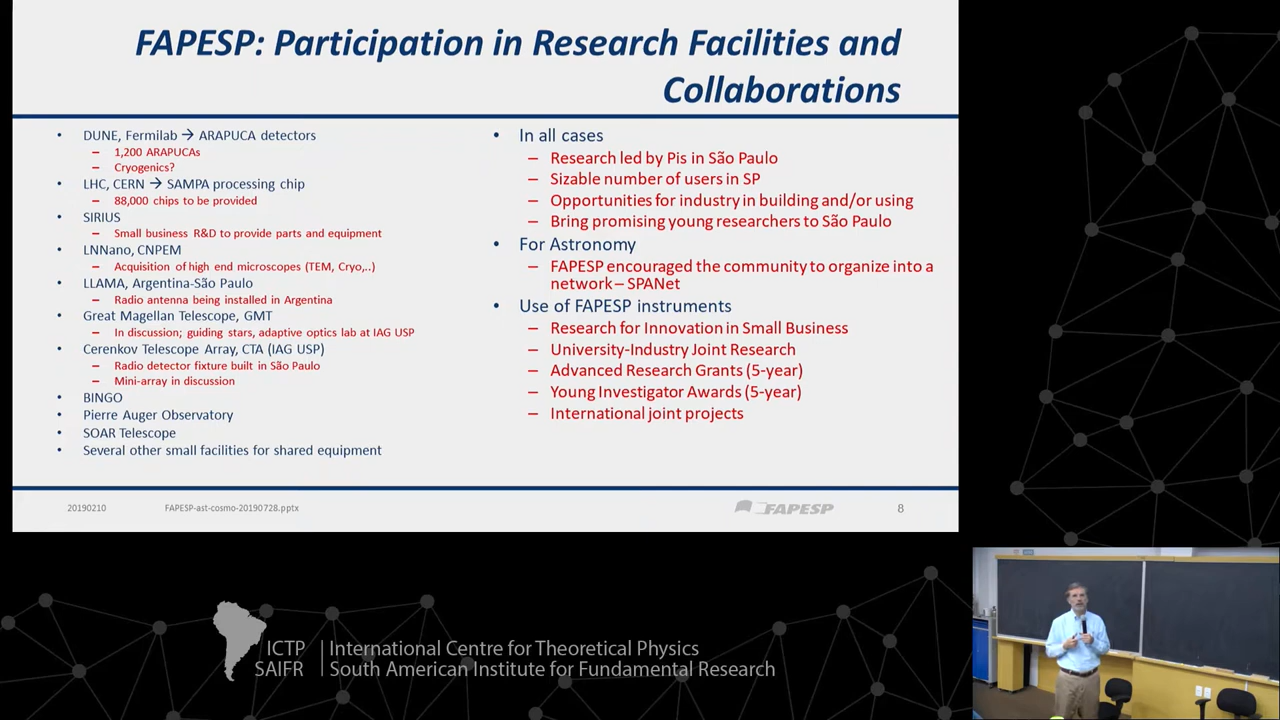 FAPESP: Participation in Research Facilities and
Collaborations
• DUNE, Fermilab → ARAPUCA detectors
– 1,200 ARAPUCAs
– Cryogenics?
• LHC, CERN → SAMPA processing chip
– 88,000 chips to be provided
• SIRIUS
– Small business R&D to provide parts and equipment
• LNNano, CNPEM
– Acquisition of high end microscopes (TEM, Cryo,..)
• LLAMA, Argentina-São Paulo
– Radio antenna being installed in Argentina
• Great Magellan Telescope, GMT
– In discussion; guiding stars, adaptive optics lab at IAG USP
• Cerenkov Telescope Array, CTA (IAG USP)
– Radio detector fixture built in São Paulo
– Mini-array in discussion
• BINGO
• Pierre Auger Observatory
• SOAR Telescope
• Several other small facilities for shared equipment
• In all cases
– Research led by Pis in São Paulo
– Sizable number of users in SP
– Opportunities for industry in building and/or using
– Bring promising young researchers to São Paulo
• For Astronomy
– FAPESP encouraged the community to organize into a
network – SPANet
• Use of FAPESP instruments
– Research for Innovation in Small Business
– University-Industry Joint Research
– Advanced Research Grants (5-year)
– Young Investigator Awards (5-year)
– International joint projects
20190210
FAPESP-ast-cosmo-20190728.pptx
FAPESP
8
ICTP
SAIFR
International Centre for Theoretical Physics
South American Institute for Fundamental Research